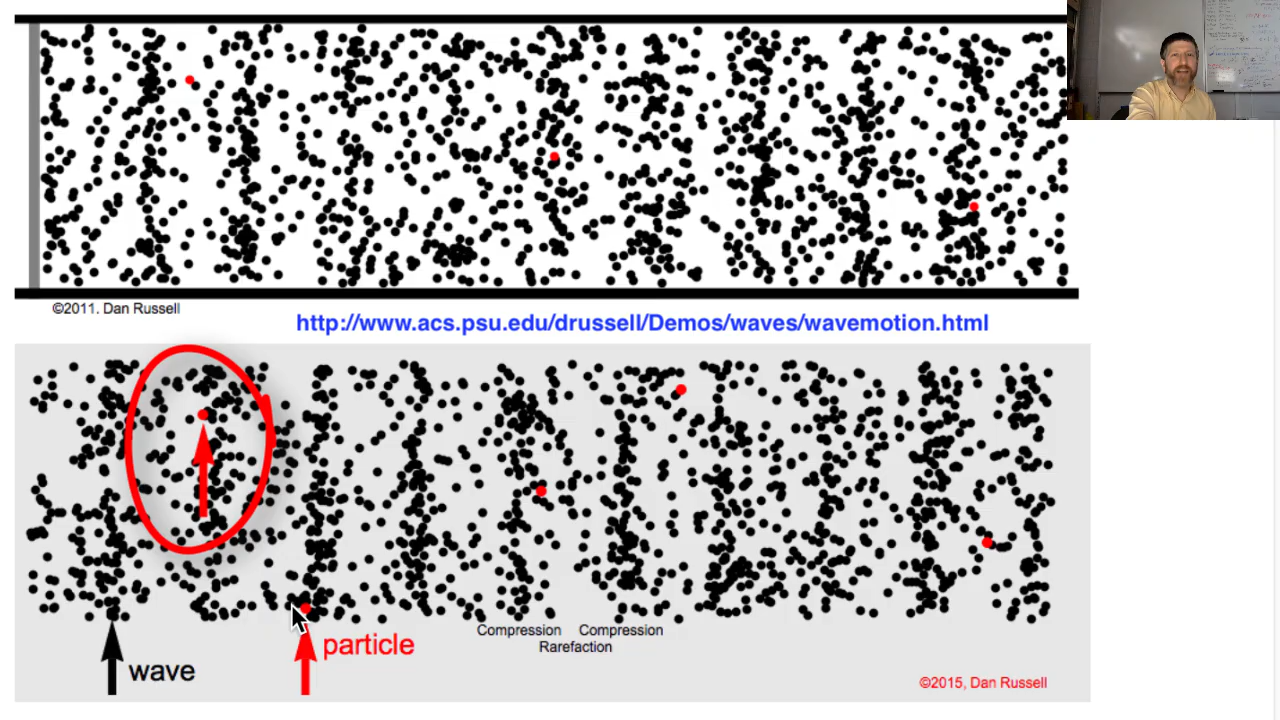 ©2011. Dan Russell
http://www.acs.psu.edu/drussell/Demos/waves/wavemotion.html
Compression Compression
Rarefaction
particle
wave
©2015, Dan Russell